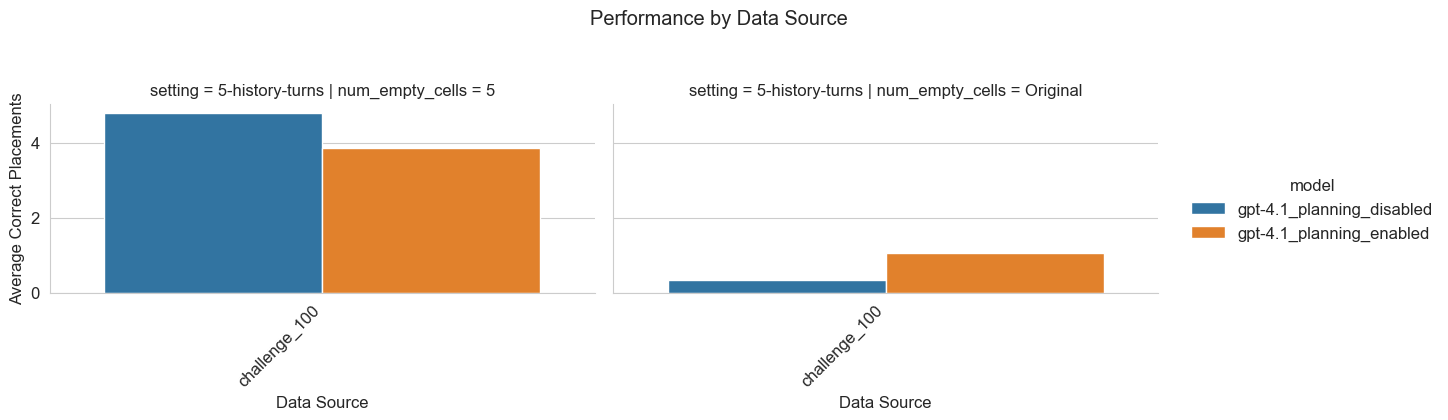 Performance by Data Source
setting = 5-history-turns | num_empty_cells = 5
setting = 5-history-turns | num_empty_cells = Original
Average Correct Placements
4
2
0
challenge_100
challenge_100
Data Source
Data Source
model
gpt-4.1_planning_disabled
gpt-4.1_planning_enabled